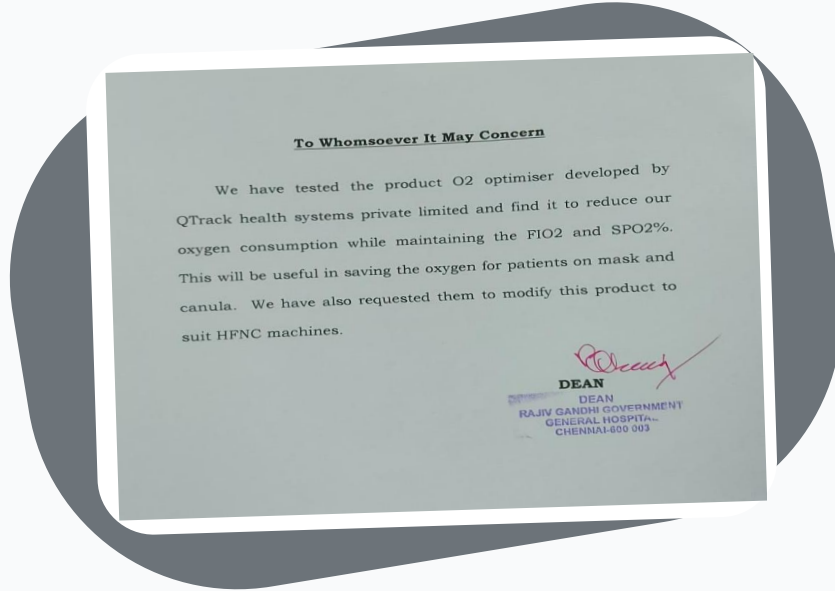 To Whomsoever It May Concern
We have tested the product O2 optimiser developed by
QTrack health systems private limited and find it to reduce our
oxygen consumption while maintaining the FIO2 and SPO2%.
This will be useful in saving the oxygen for patients on mask and
canula. We have also requested them to modify this product to
suit HFNC machines.
DEAN
DEAN
RAJIV GANDHI GOVERNMENT
GENERAL
CHENNAI-600 003